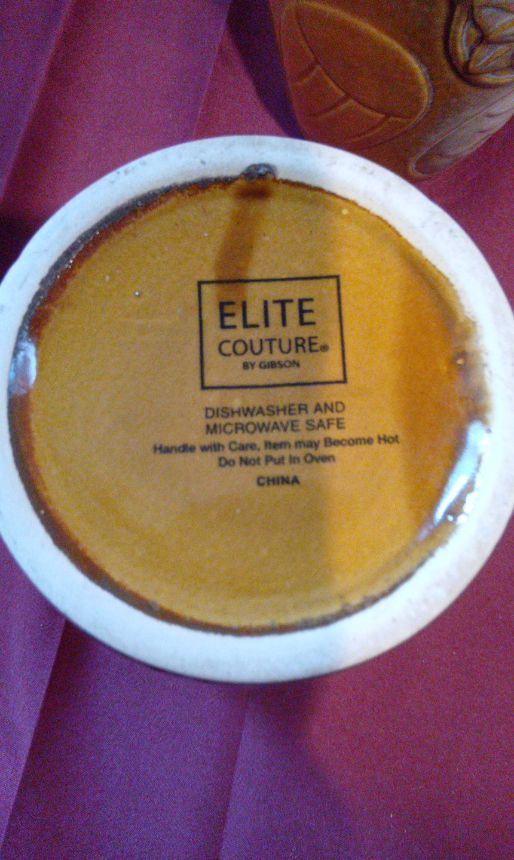 ELITE
COUTURE®
BY GIBSON
DISHWASHER AND
MICROWAVE SAFE
Handle with Care, Item may Become Hot
Do Not Put In Oven
CHINA